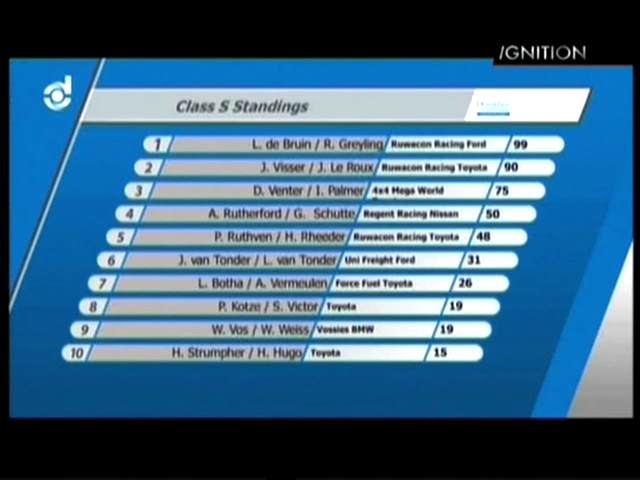 IGNITION
Class S Standings
1 L. de Bruin / R. Greyling Ruwacon Racing Ford 99
2 J. Visser / J. Le Roux Ruwacon Racing Toyota 90
3 D. Venter / I. Palmer 4x4 Mega World 75
4 A. Rutherford / G. Schutte Regent Racing Nissan 50
5 P. Ruthven / H. Rheeder Ruwacon Racing Toyota 48
6 J. van Tonder / L. van Tonder Uni Freight Ford 31
7 L. Botha / A. Vermeulen Force Fuel Toyota 26
8 P. Kotze / S. Victor Toyota 19
9 W. Vos / W. Weiss Vossies BMW 19
10 H. Strumpher / H. Hugo Toyota 15